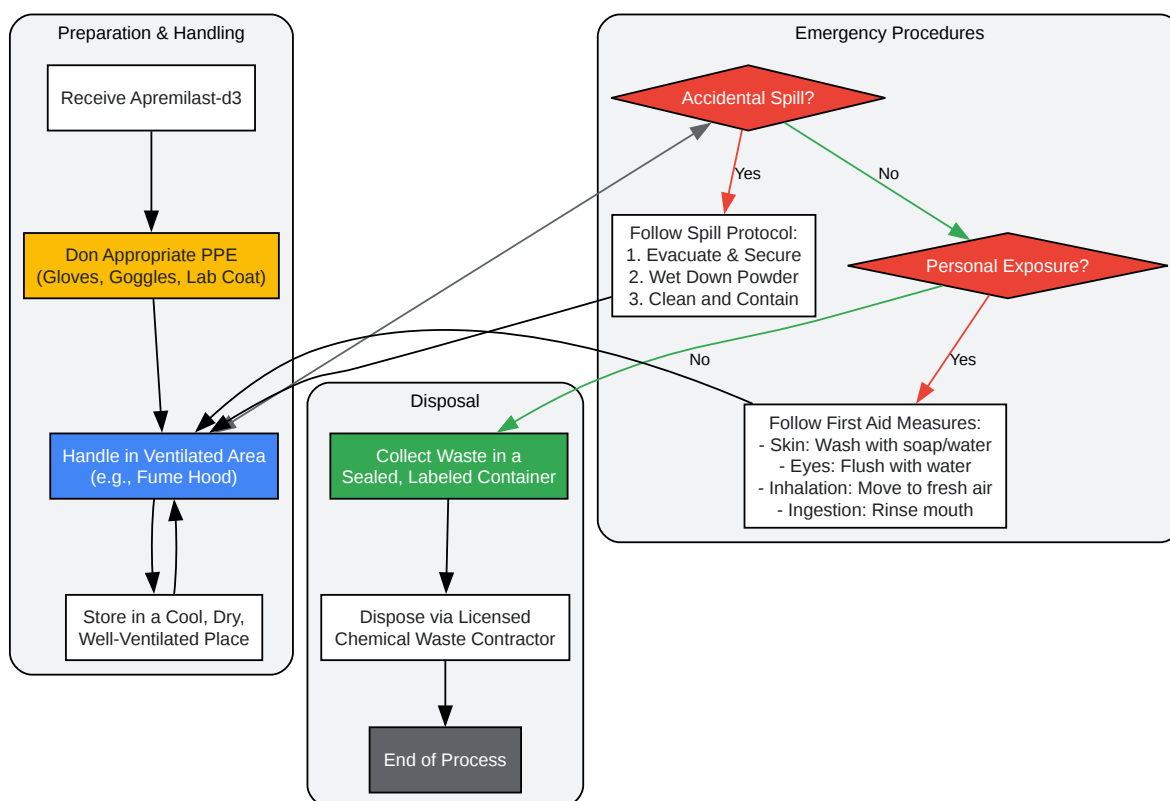 Preparation & Handling
Receive Apremilast-d3
Don Appropriate PPE
(Gloves, Goggles, Lab Coat)
Handle in Ventilated Area
(e.g., Fume Hood)
Store in a Cool, Dry,
Well-Ventilated Place
Emergency Procedures
Accidental Spill?
Yes
No
Follow Spill Protocol:
1. Evacuate & Secure
2. Wet Down Powder
3. Clean and Contain
Personal Exposure?
No
Yes
Follow First Aid Measures:
- Skin: Wash with soap/water
- Eyes: Flush with water
- Inhalation: Move to fresh air
- Ingestion: Rinse mouth
Disposal
Collect Waste in a
Sealed, Labeled Container
Dispose via Licensed
Chemical Waste Contractor
End of Process